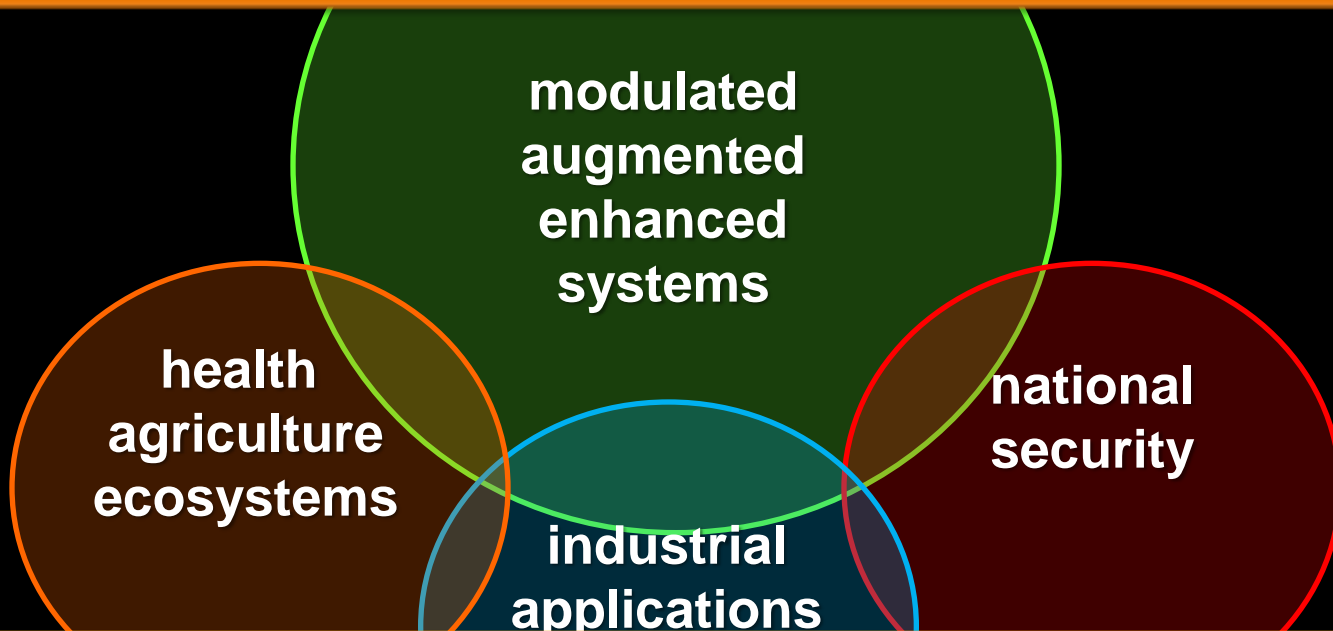 modulated
augmented
enhanced
systems
health
agriculture
ecosystems
national
security
industrial
applications